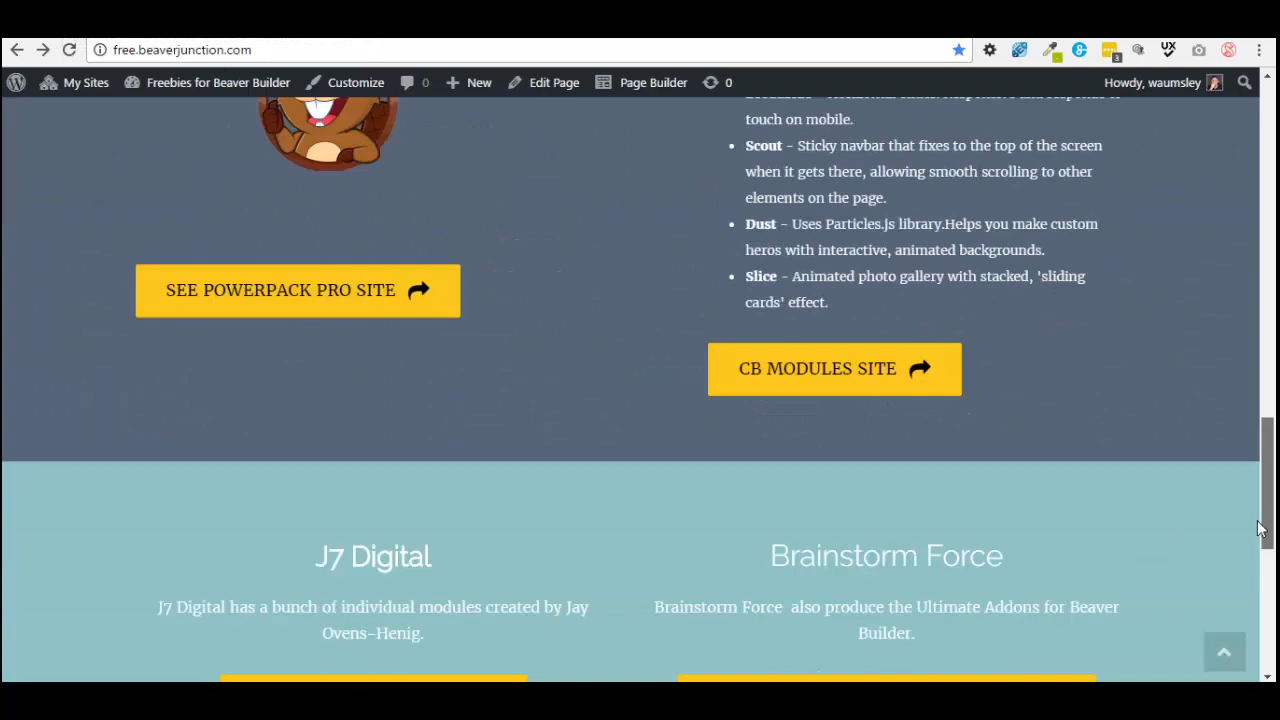 free.beaverjunction.com
3
My Sites
Freebies for Beaver Builder
Customize
0
New
Edit Page
Page Builder
0
Howdy, waumsley
touch on mobile.
Scout - Sticky navbar that fixes to the top of the screen
when it gets there, allowing smooth scrolling to other
elements on the page.
Dust - Uses Particles.js library.Helps you make custom
heros with interactive, animated backgrounds.
Slice - Animated photo gallery with stacked, 'sliding
cards' effect.
SEE POWERPACK PRO SITE
CB MODULES SITE
J7 Digital
J7 Digital has a bunch of individual modules created by Jay
Ovens-Henig.
Brainstorm Force
Brainstorm Force also produce the Ultimate Addons for Beaver
Builder.